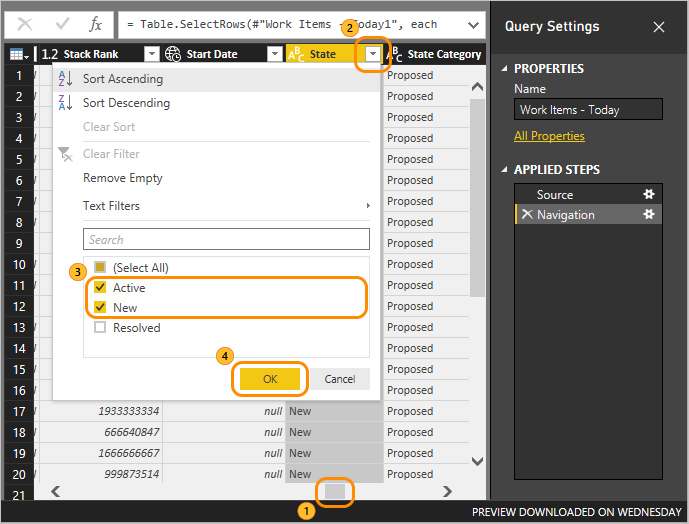 = Table.SelectRows(#"Work Items - Today1", each
2
Query Settings
1.2 Stack Rank
Start Date
ABC State
ABC State Category
1 Proposed
2 Proposed
3 Proposed
4 Proposed
5 Proposed
6 Proposed
7 Proposed
8 Proposed
9 Proposed
10 Proposed
11 Proposed
12 Proposed
13 Proposed
14 Proposed
15 Proposed
16 Proposed
17 1933333334 null New Proposed
18 666640847 null New Proposed
19 1666666667 null New Proposed
20 999873514 null New Proposed
21
AZ Sort Ascending
ZA Sort Descending
Clear Sort
Clear Filter
Remove Empty
Text Filters
Search
3
(Select All)
Active
New
Resolved
4
OK
Cancel
1
PROPERTIES
Name
Work Items - Today
All Properties
APPLIED STEPS
Source
Navigation
PREVIEW DOWNLOADED ON WEDNESDAY